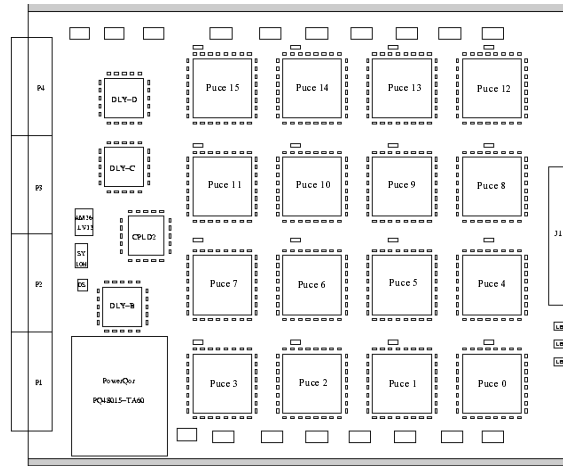 P4
DLY-D
Puce 15
Puce 14
Puce 13
Puce 12
P3
DLY-C
Puce 11
Puce 10
Puce 9
Puce 8
J1
CPLD2
P2
DS
Puce 7
Puce 6
Puce 5
Puce 4
DLY-B
P1
PowerQor
PQ48015-TA60
Puce 3
Puce 2
Puce 1
Puce 0